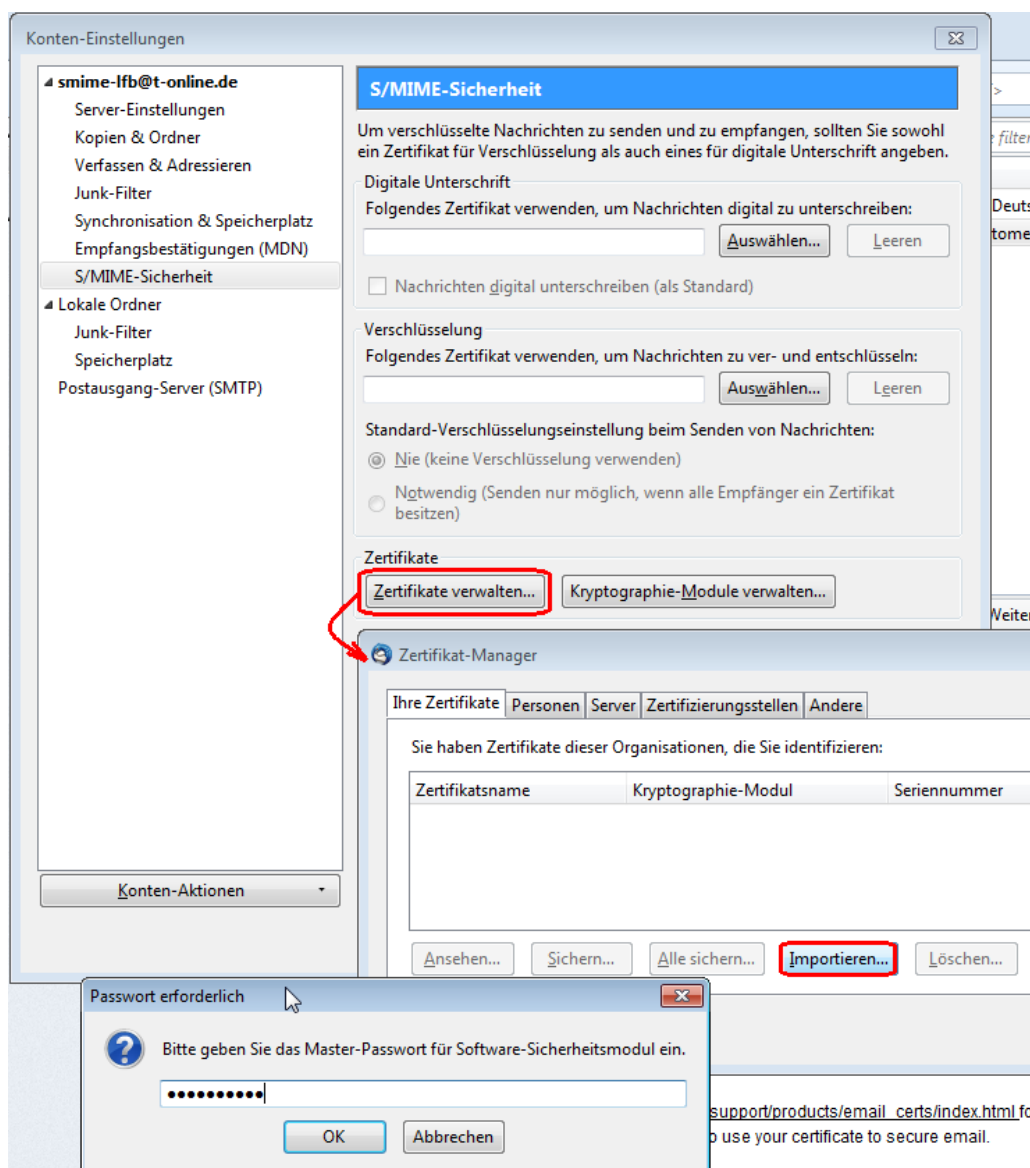 Konten-Einstellungen
smime-lfb@t-online.de
Server-Einstellungen
Kopien & Ordner
Verfassen & Adressieren
Junk-Filter
Synchronisation & Speicherplatz
Empfangsbestätigungen (MDN)
S/MIME-Sicherheit
Lokale Ordner
Junk-Filter
Speicherplatz
Postausgang-Server (SMTP)
Konten-Aktionen
S/MIME-Sicherheit
Um verschlüsselte Nachrichten zu senden und zu empfangen, sollten Sie sowohl
ein Zertifikat für Verschlüsselung als auch eines für digitale Unterschrift angeben.
Digitale Unterschrift
Folgendes Zertifikat verwenden, um Nachrichten digital zu unterschreiben:
Auswählen... Leeren
Nachrichten digital unterschreiben (als Standard)
Verschlüsselung
Folgendes Zertifikat verwenden, um Nachrichten zu ver- und entschlüsseln:
Auswählen... Leeren
Standard-Verschlüsselungseinstellung beim Senden von Nachrichten:
Nie (keine Verschlüsselung verwenden)
Notwendig (Senden nur möglich, wenn alle Empfänger ein Zertifikat
besitzen)
Zertifikate
Zertifikate verwalten... Kryptographie-Module verwalten...
>
filter
Deuts
tome
Weiter
Zertifikat-Manager
Ihre Zertifikate Personen Server Zertifizierungsstellen Andere
Sie haben Zertifikate dieser Organisationen, die Sie identifizieren:
Zertifikatsname Kryptographie-Modul Seriennummer
Ansehen... Sichern... Alle sichern... Importieren... Löschen...
Passwort erforderlich
Bitte geben Sie das Master-Passwort für Software-Sicherheitsmodul ein.
••••••••••
OK Abbrechen
support/products/email_certs/index.html fo
o use your certificate to secure email.